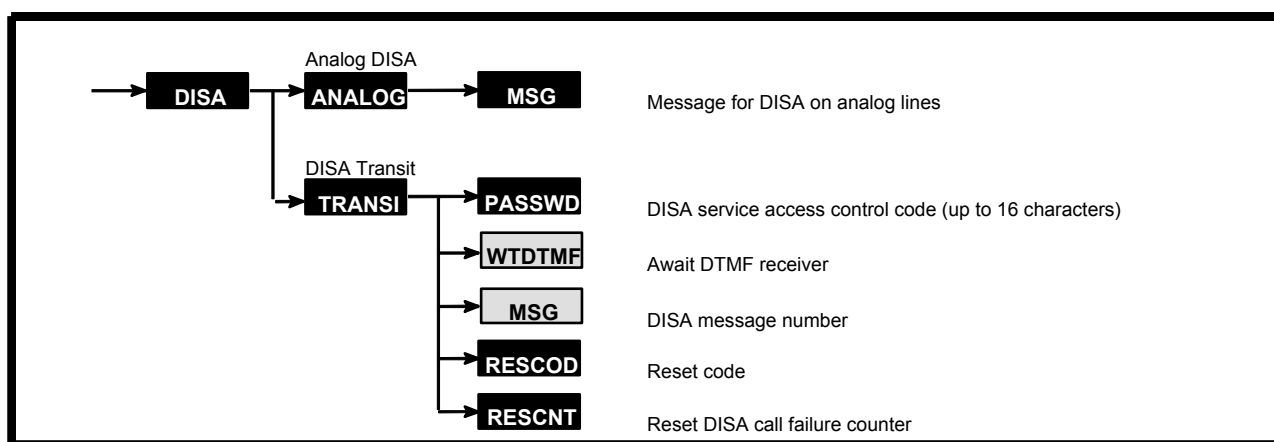 Analog DISA
DISA ANALOG MSG Message for DISA on analog lines
DISA Transit
TRANSI PASSWD DISA service access control code (up to 16 characters)
WTDTMF Await DTMF receiver
MSG DISA message number
RESCOD Reset code
RESCNT Reset DISA call failure counter